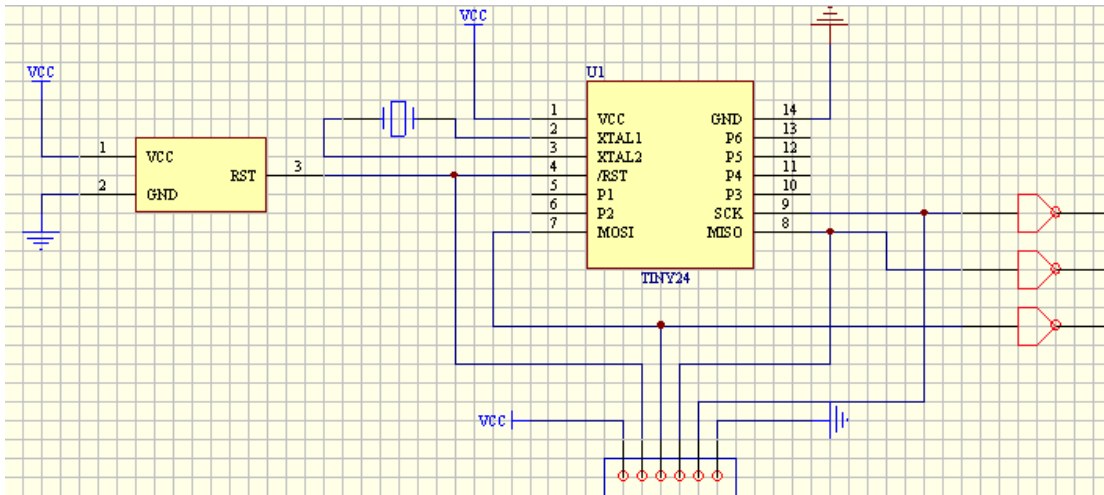 VCC
VCC
U1
1 VCC GND 14
2 XTAL1 P6 13
3 XTAL2 P5 12
4 /RST P4 11
5 P1 P3 10
6 P2 SCK 9
7 MOSI MISO 8
TINY24
1 VCC
RST 3
2 GND
VCC